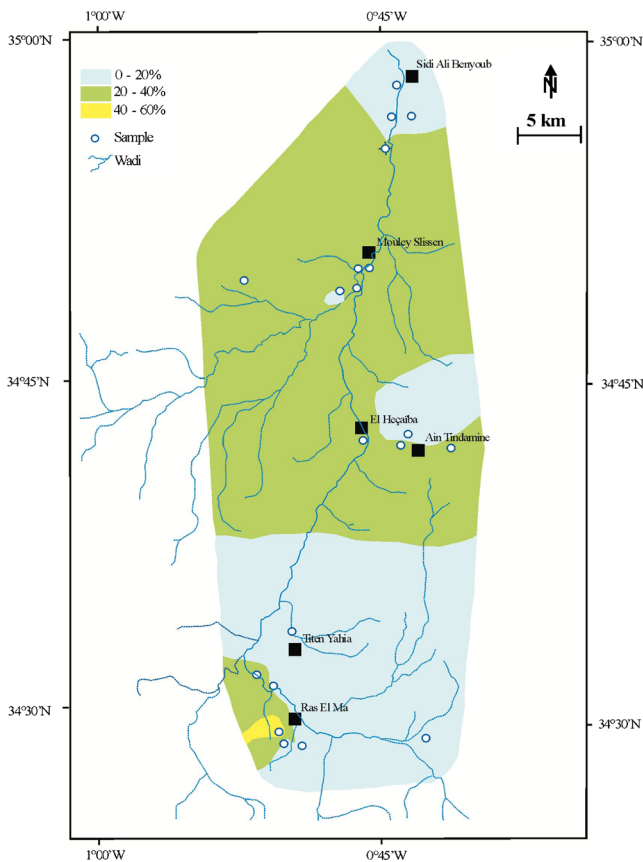 1°00'W
0°45'W
35°00'N
35°00'N
Sidi Ali Benyoub
0 - 20%
20 - 40%
40 - 60%
N
5 km
Sample
Wadi
Mouley Slissen
34°45'N
34°45'N
El Heçaïba
Ain Tindamine
Titen Yahia
Ras El Ma
34°30'N
34°30'N
1°00'W
0°45'W